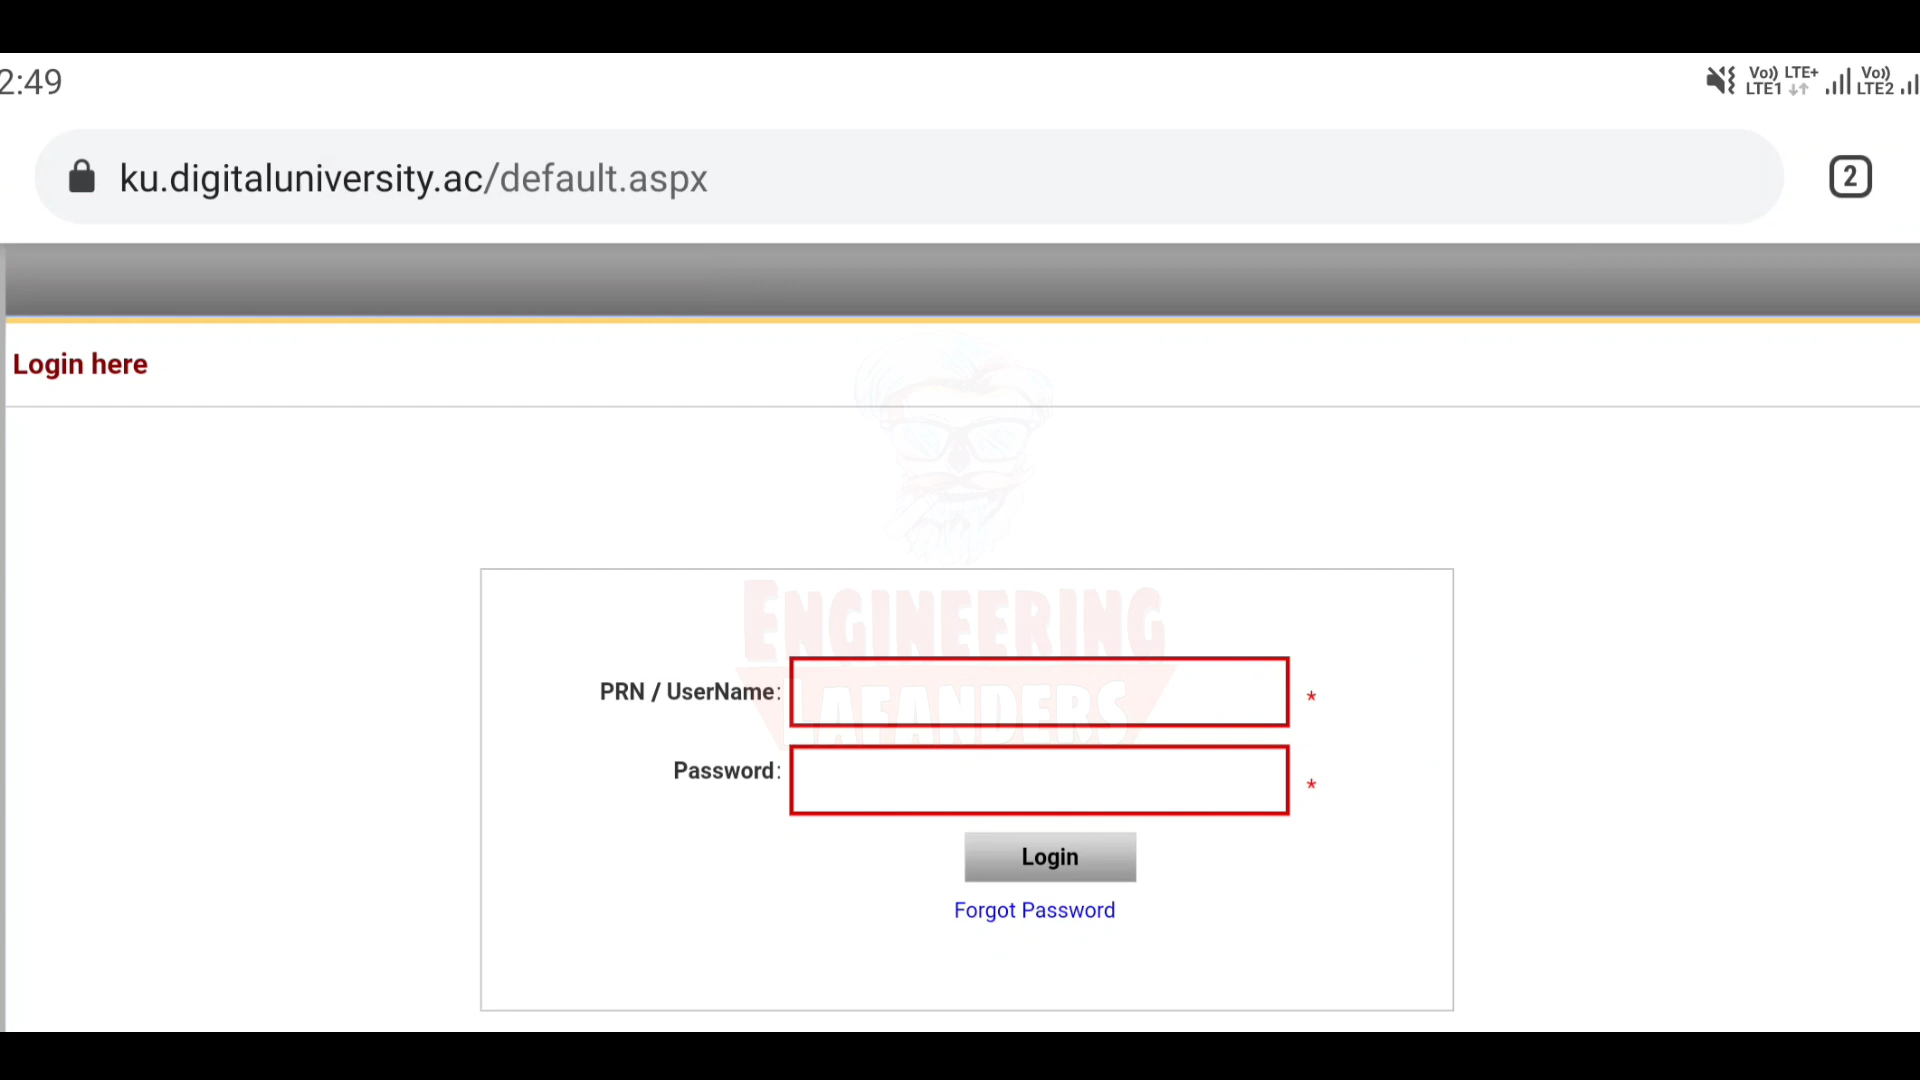 2:49
Vo)) LTE+ Vo))
LTE1 LTE2
ku.digitaluniversity.ac/default.aspx
2
Login here
ENGINEERING
LAFANDERS
PRN / UserName: *
Password: *
Login
Forgot Password